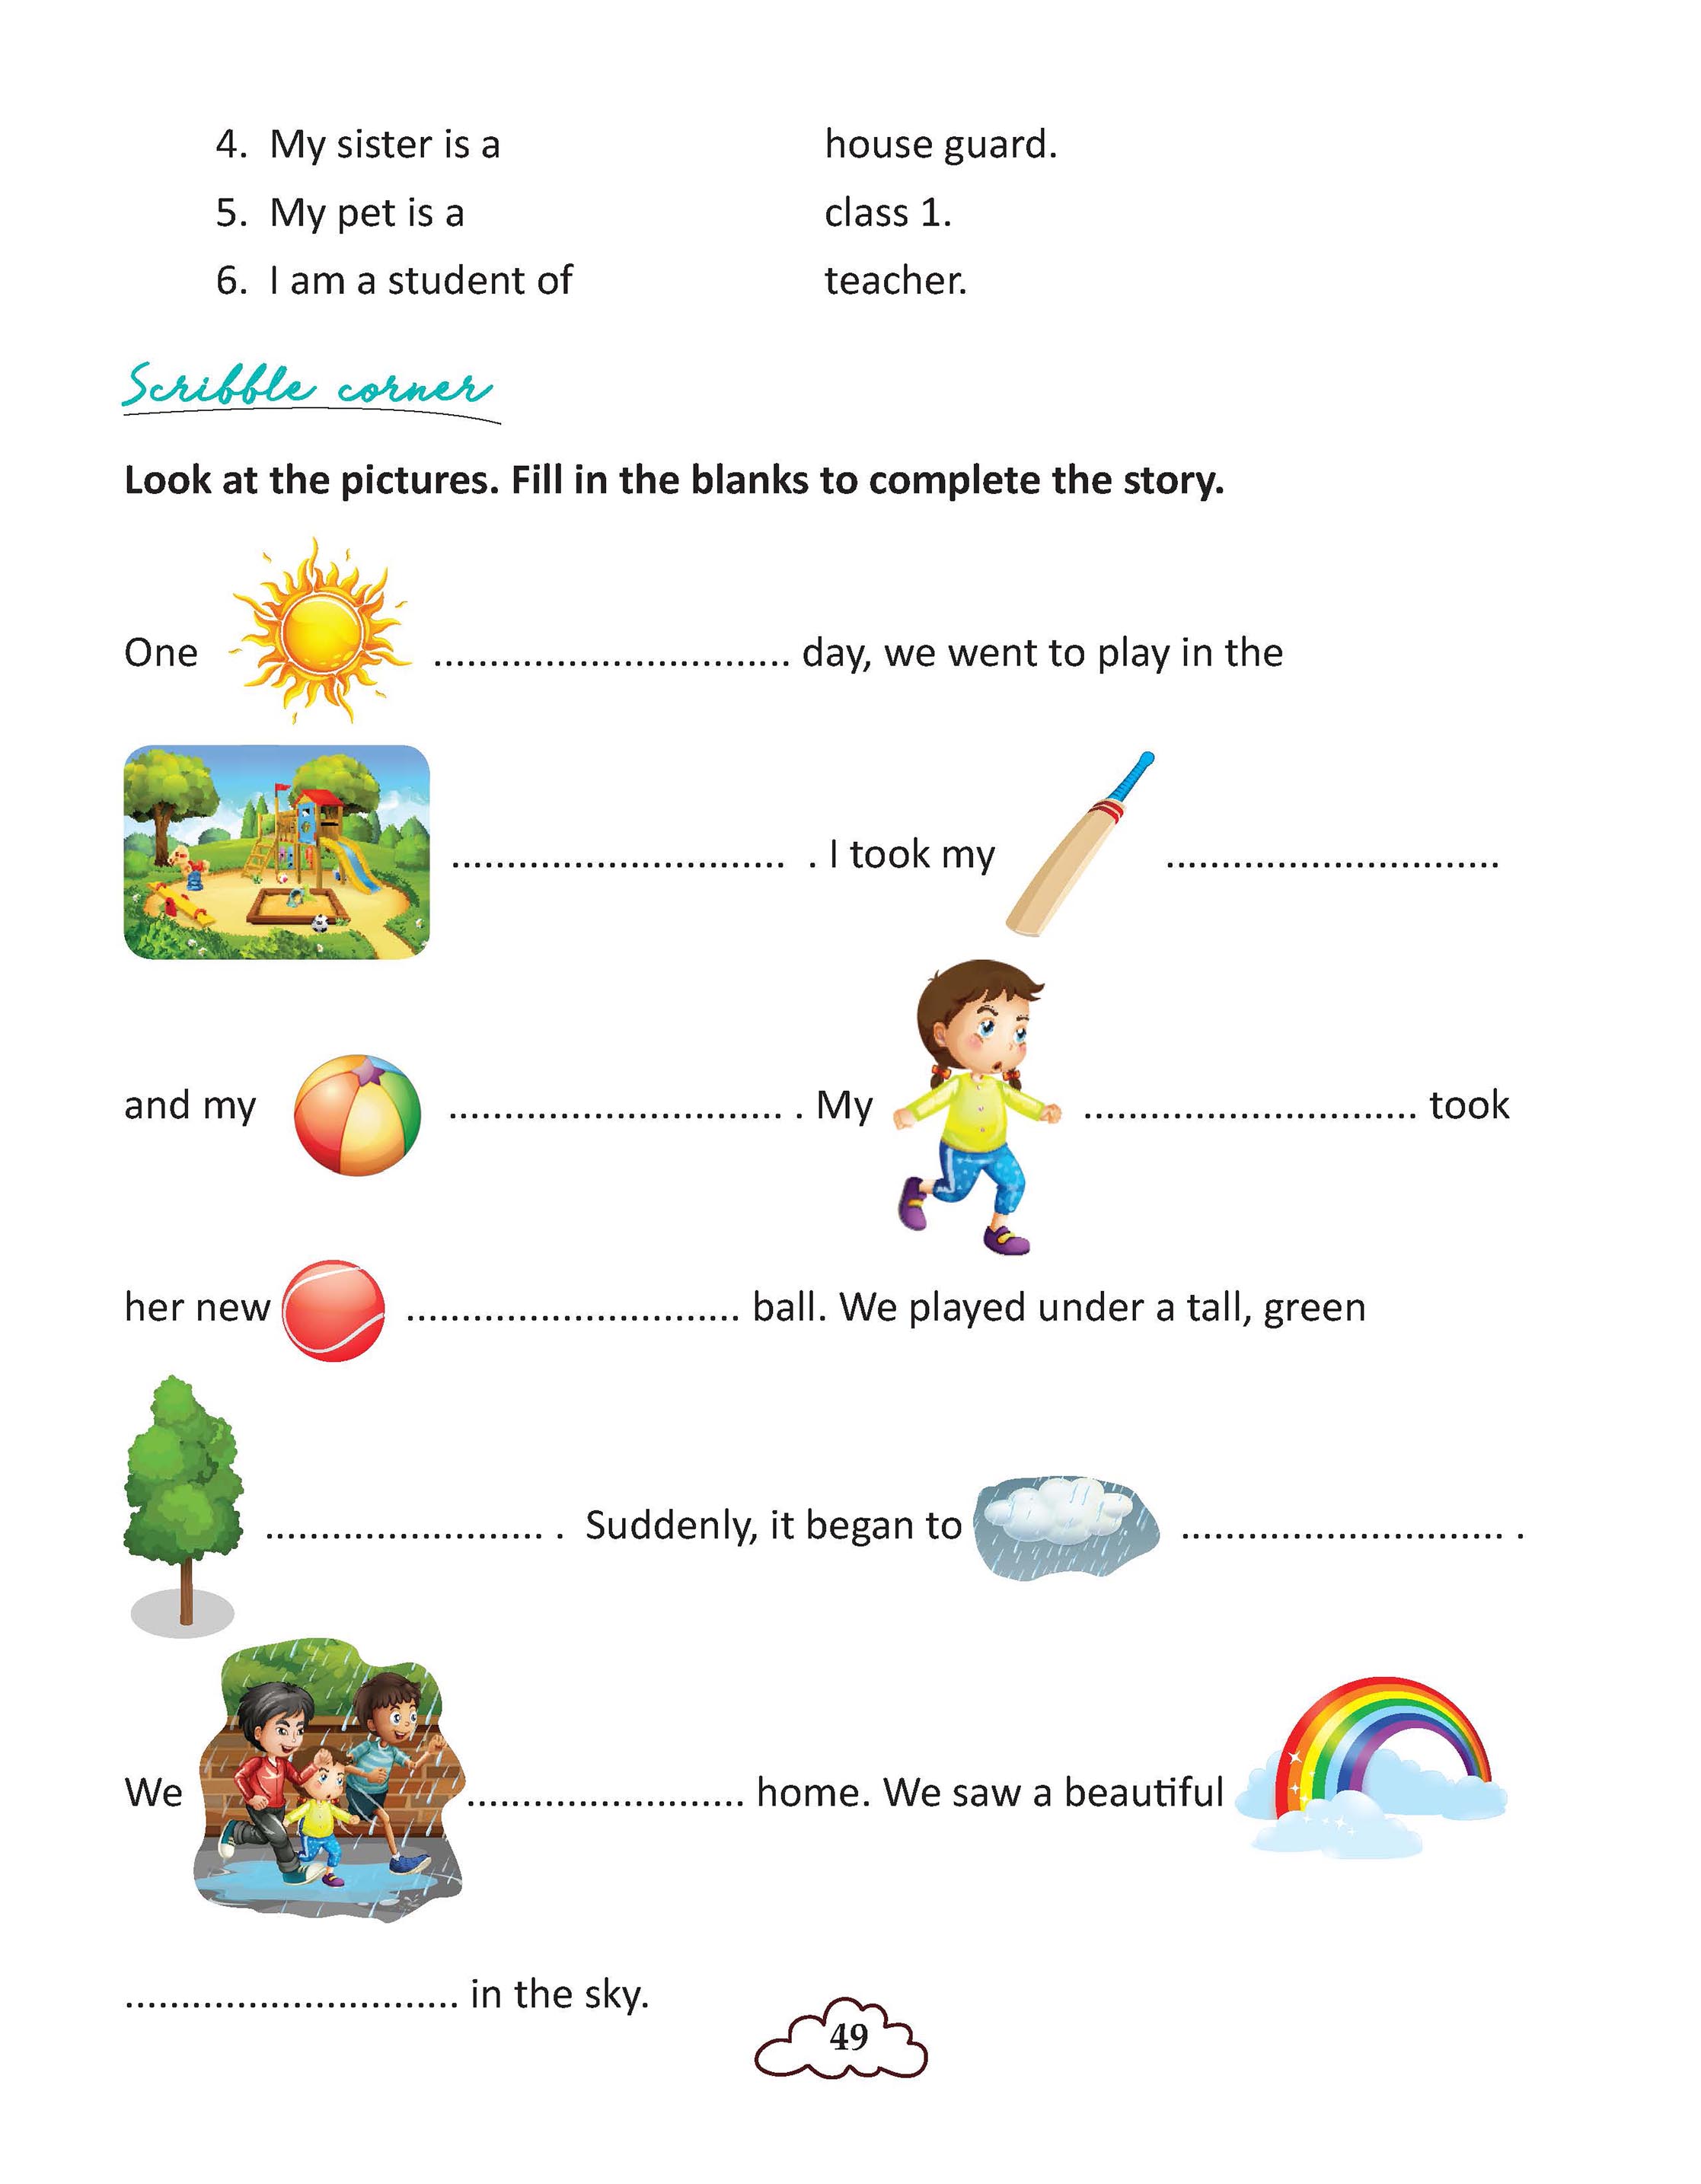 4. My sister is a house guard.
5. My pet is a class 1.
6. I am a student of teacher.
Scribble corner
Look at the pictures. Fill in the blanks to complete the story.
One ................................ day, we went to play in the
.............................. . I took my ..............................
and my .............................. . My .............................. took
her new .............................. ball. We played under a tall, green
......................... . Suddenly, it began to ............................. .
We ......................... home. We saw a beautiful
.............................. in the sky.
49